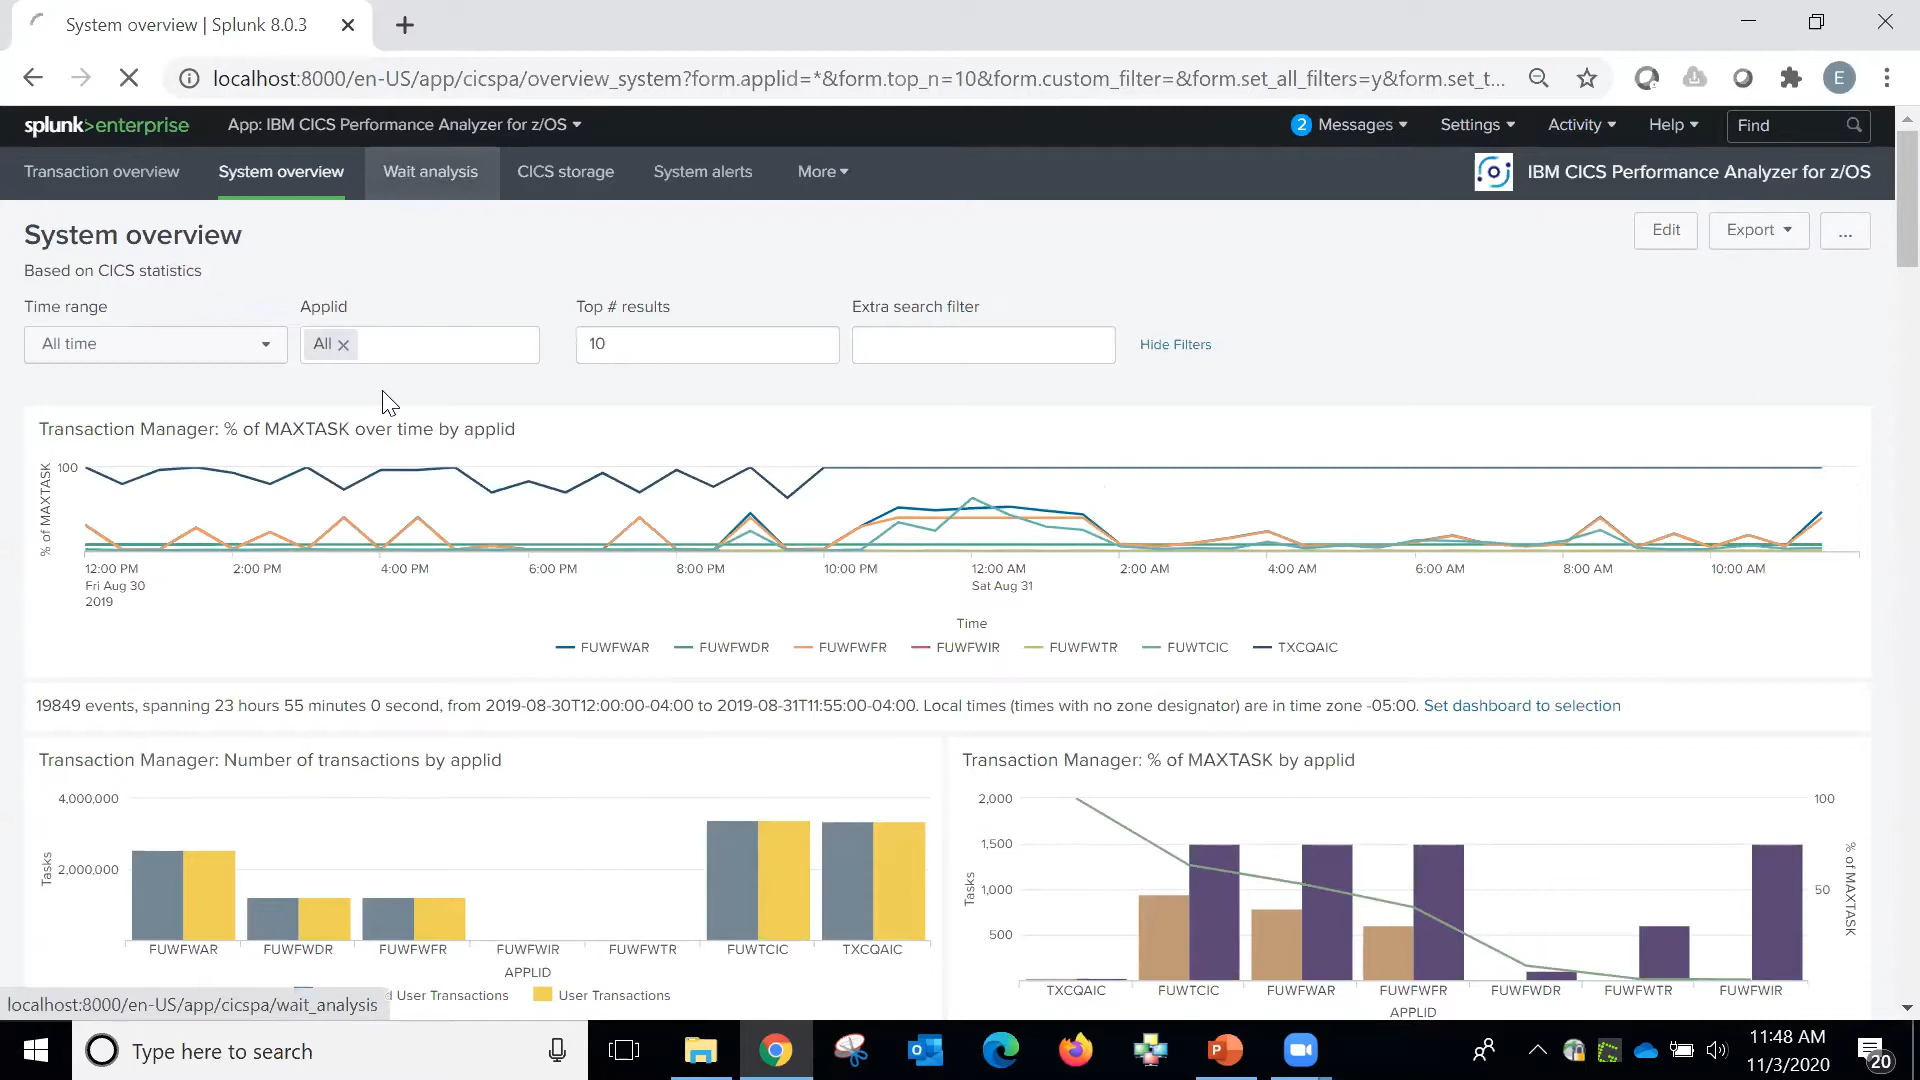 System overview | Splunk 8.0.3
localhost:8000/en-US/app/cicspa/overview_system?form.applid=*&form.top_n=10&form.custom_filter=&form.set_all_filters=y&form.set_t...
E
splunk>enterprise
App: IBM CICS Performance Analyzer for z/OS
2 Messages
Settings
Activity
Help
Find
Transaction overview
System overview
Wait analysis
CICS storage
System alerts
More
IBM CICS Performance Analyzer for z/OS
System overview
Edit
Export
...
Based on CICS statistics
Time range
Applid
Top # results
Extra search filter
All time
All
10
Hide Filters
Transaction Manager: % of MAXTASK over time by applid
% of MAXTASK
100
12:00 PM
Fri Aug 30
2019
2:00 PM
4:00 PM
6:00 PM
8:00 PM
10:00 PM
12:00 AM
Sat Aug 31
2:00 AM
4:00 AM
6:00 AM
8:00 AM
10:00 AM
Time
FUWFWAR
FUWFWDR
FUWFWFR
FUWFWIR
FUWFWTR
FUWTCIC
TXCQAIC
19849 events, spanning 23 hours 55 minutes 0 second, from 2019-08-30T12:00:00-04:00 to 2019-08-31T11:55:00-04:00. Local times (times with no zone designator) are in time zone -05:00. Set dashboard to selection
Transaction Manager: Number of transactions by applid
Tasks
4,000,000
2,000,000
FUWFWAR
FUWFWDR
FUWFWFR
FUWFWIR
FUWFWTR
FUWTCIC
TXCQAIC
APPLID
User Transactions
User Transactions
Transaction Manager: % of MAXTASK by applid
Tasks
2,000
1,500
1,000
500
100
50
% of MAXTASK
TXCQAIC
FUWTCIC
FUWFWAR
FUWFWFR
FUWFWDR
FUWFWTR
FUWFWIR
APPLID
localhost:8000/en-US/app/cicspa/wait_analysis
Type here to search
11:48 AM
11/3/2020
20